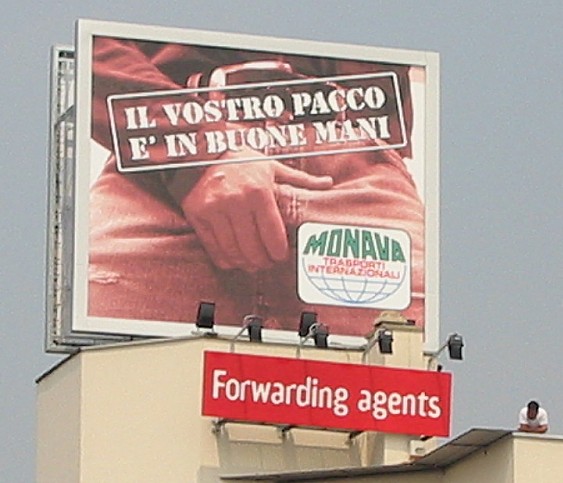 IL VOSTRO PACCO
E' IN BUONE MANI
MONAVA
TRASPORTI
INTERNAZIONALI
Forwarding agents